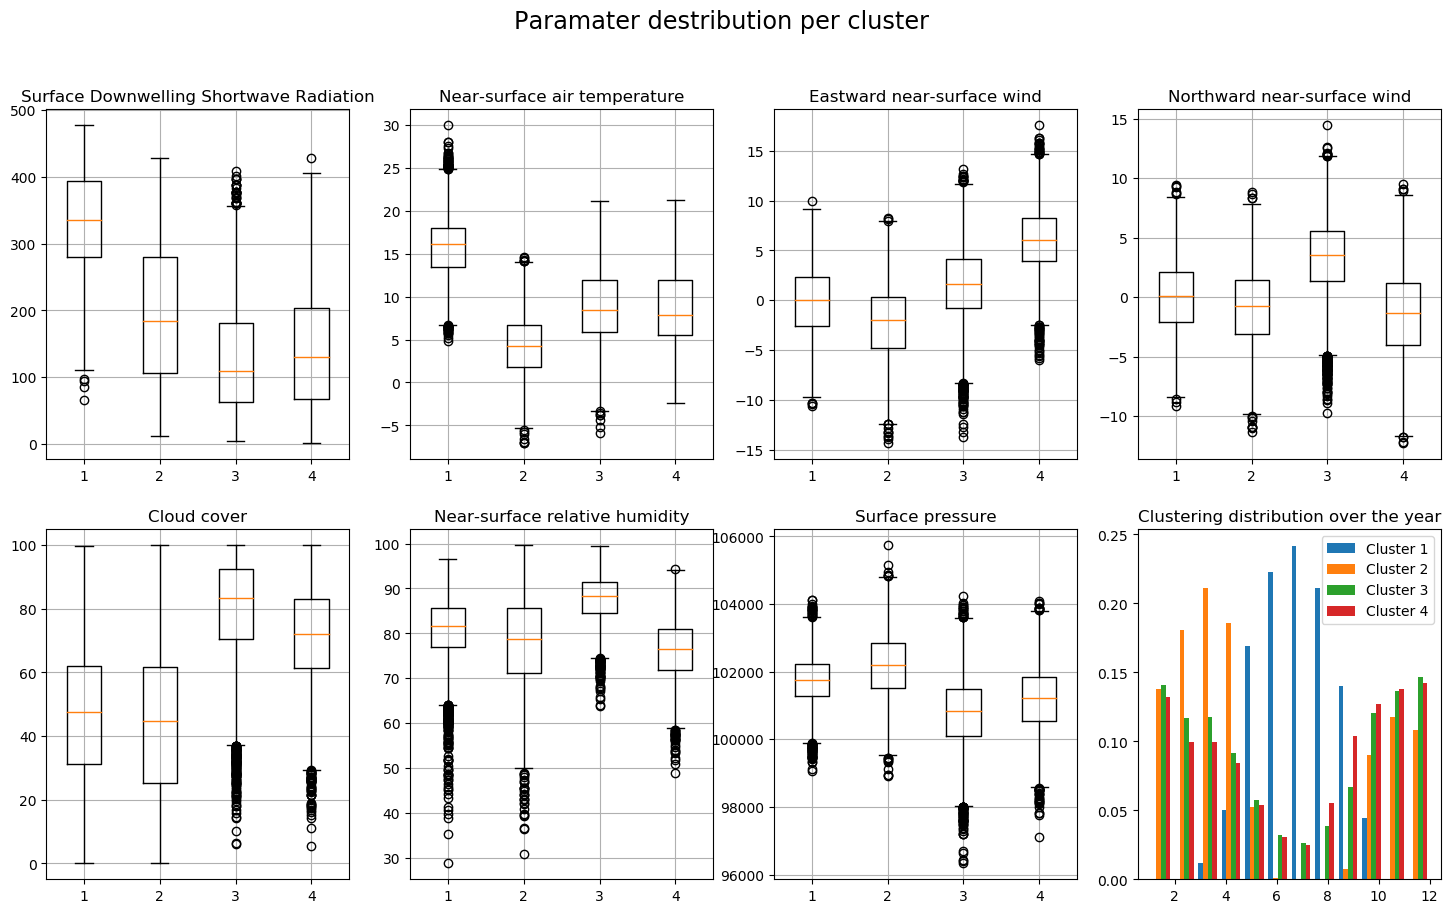 Paramater destribution per cluster
Surface Downwelling Shortwave Radiation
500
400
300
200
100
0
1 2 3 4
Near-surface air temperature
30
25
20
15
10
5
0
−5
1 2 3 4
Eastward near-surface wind
15
10
5
0
−5
−10
−15
1 2 3 4
Northward near-surface wind
15
10
5
0
−5
−10
1 2 3 4
Cloud cover
100
80
60
40
20
0
1 2 3 4
Near-surface relative humidity
100
90
80
70
60
50
40
30
1 2 3 4
Surface pressure
106000
104000
102000
100000
98000
96000
1 2 3 4
Clustering distribution over the year
0.25
0.20
0.15
0.10
0.05
0.00
2 4 6 8 10 12
Cluster 1
Cluster 2
Cluster 3
Cluster 4